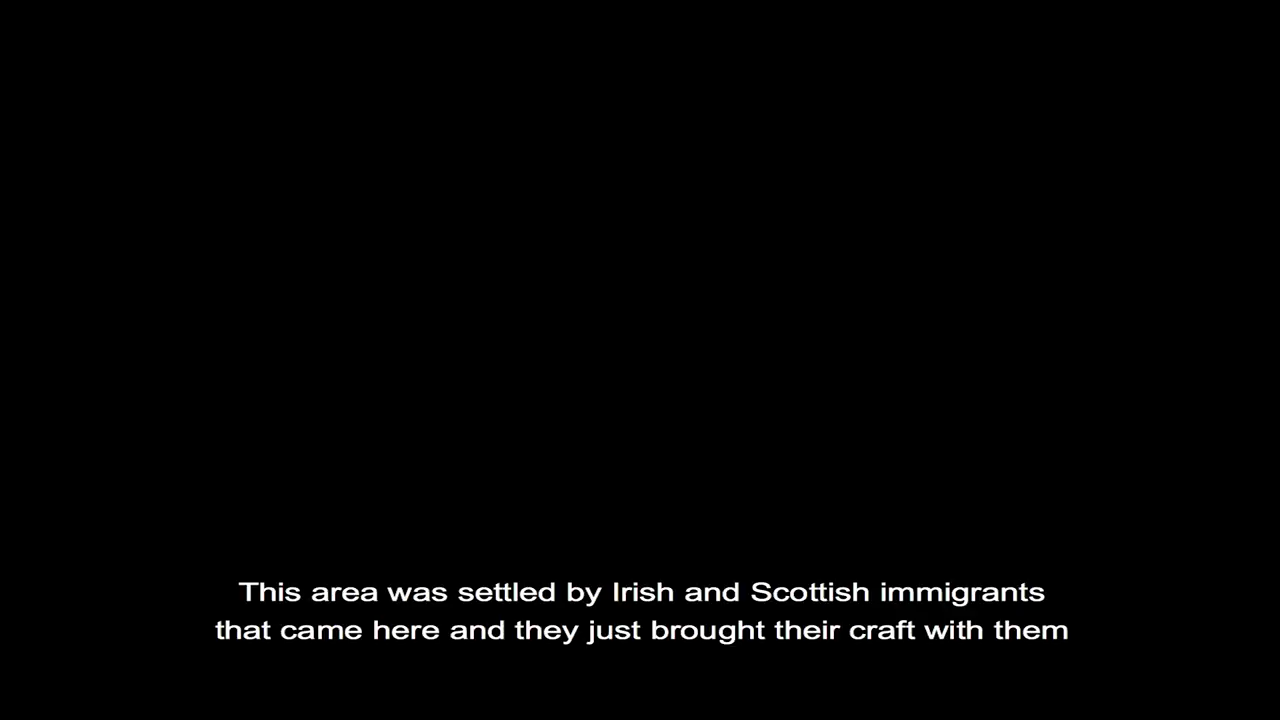 This area was settled by Irish and Scottish immigrants
that came here and they just brought their craft with them